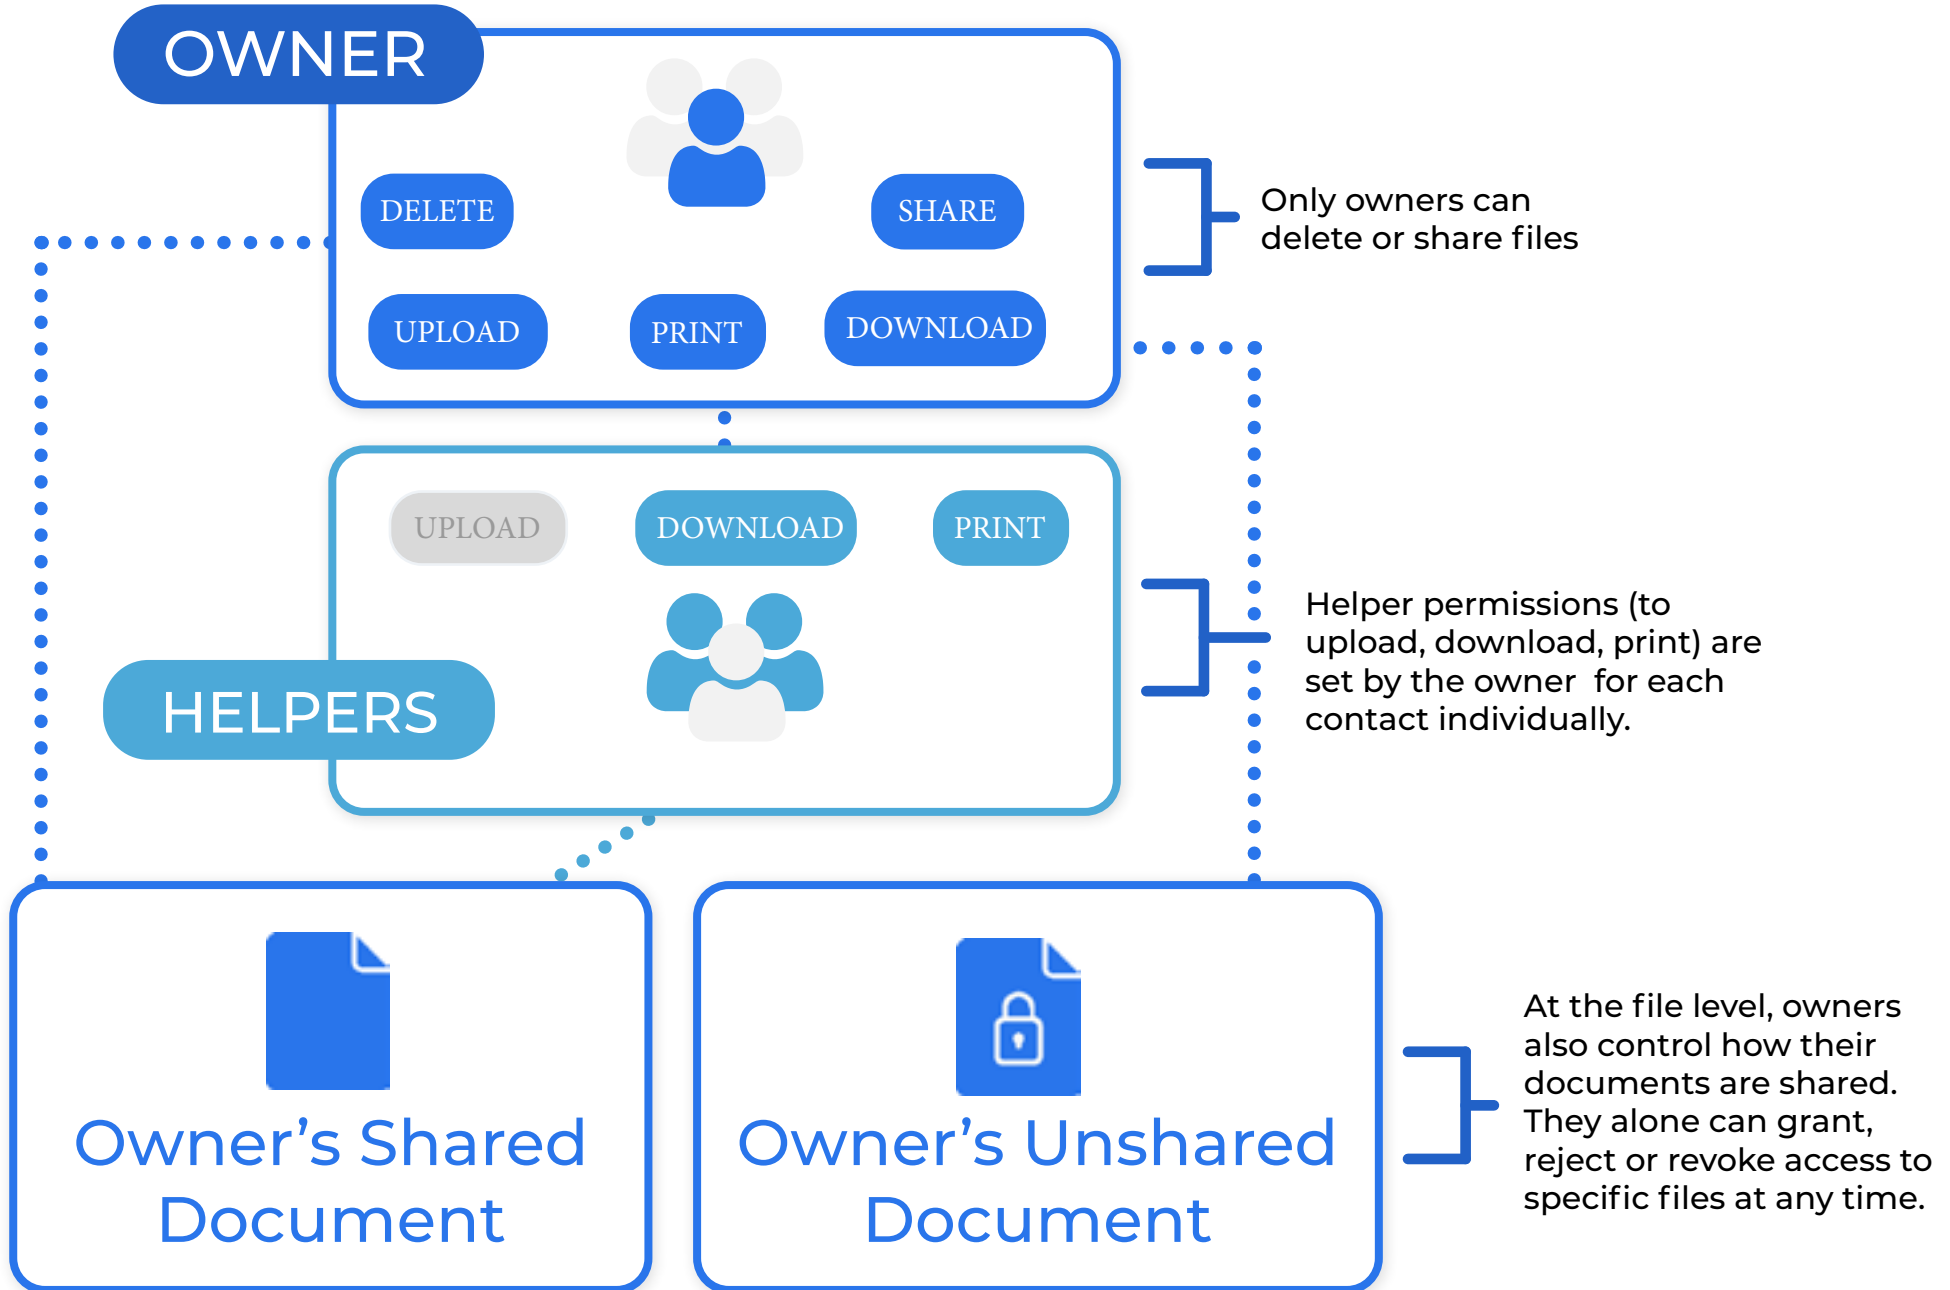 OWNER
DELETE
SHARE
Only owners can
delete or share files
UPLOAD
PRINT
DOWNLOAD
UPLOAD
DOWNLOAD
PRINT
HELPERS
Helper permissions (to
upload, download, print) are
set by the owner  for each
contact individually.
Owner’s Shared
Document
Owner’s Unshared
Document
At the file level, owners
also control how their
documents are shared.
They alone can grant,
reject or revoke access to
specific files at any time.